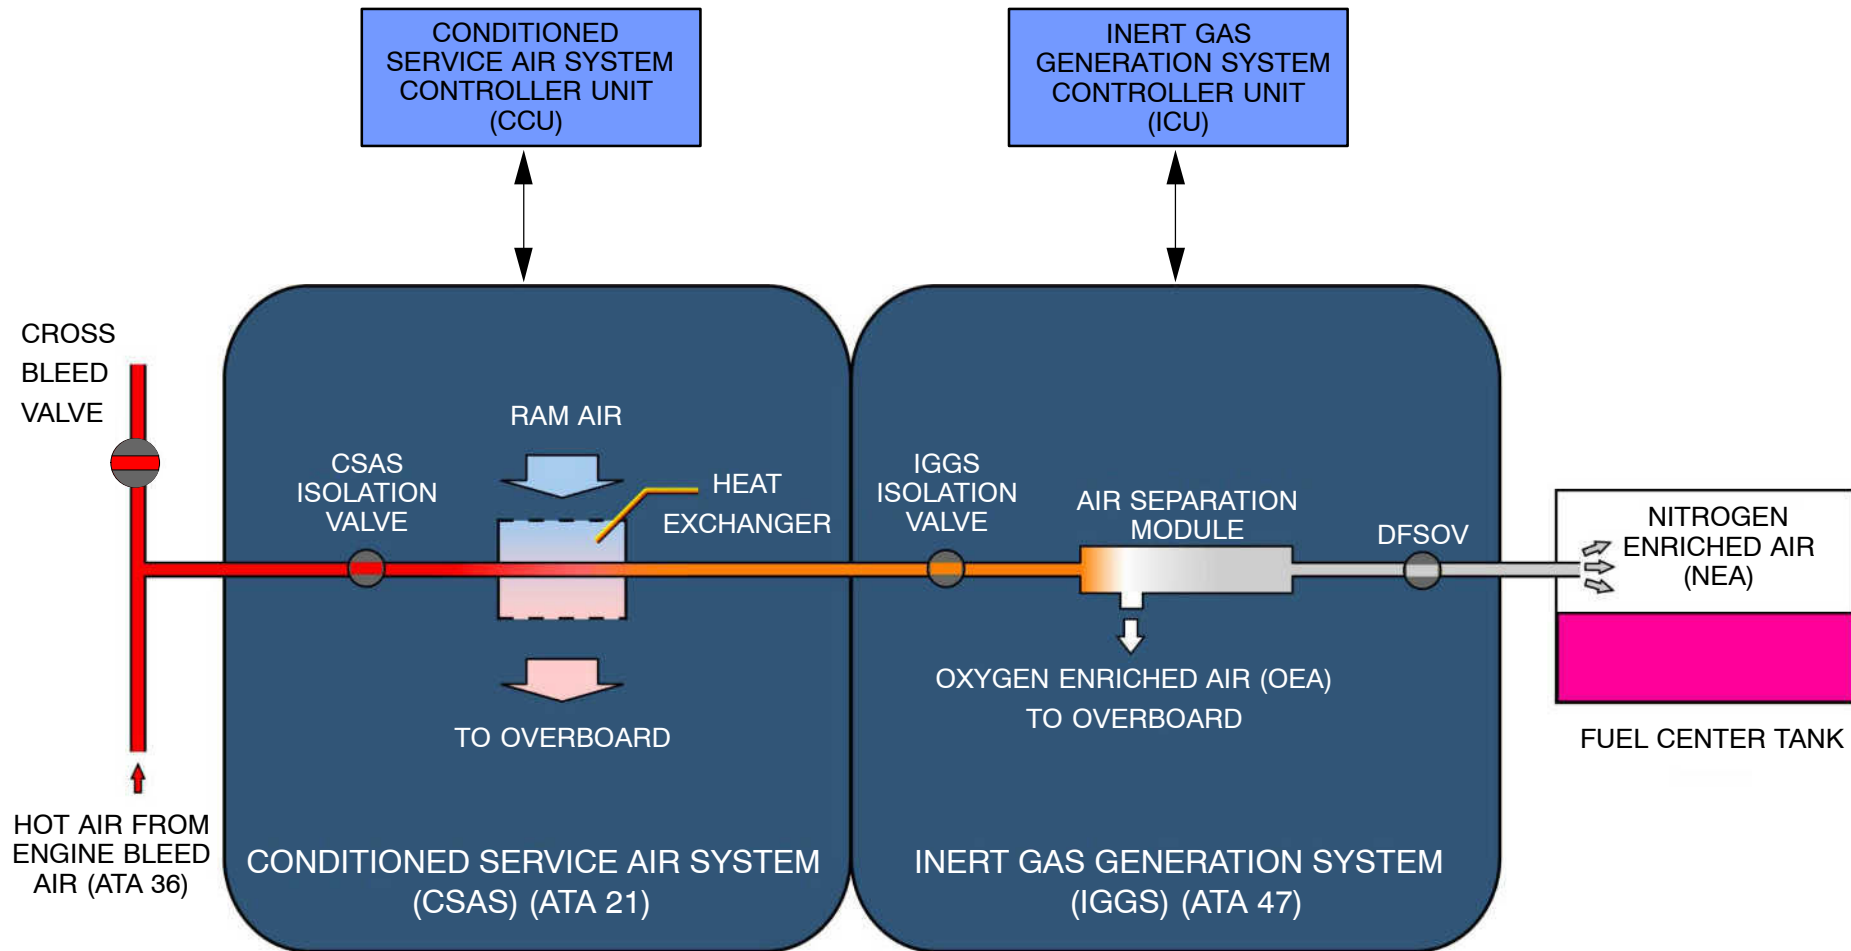 CONDITIONED
SERVICE AIR SYSTEM
CONTROLLER UNIT
(CCU)
INERT GAS
GENERATION SYSTEM
CONTROLLER UNIT
(ICU)
CROSS
BLEED
VALVE
RAM AIR
CSAS
ISOLATION
VALVE
HEAT
EXCHANGER
IGGS
ISOLATION
VALVE
AIR SEPARATION
MODULE
DFSOV
NITROGEN
ENRICHED AIR
(NEA)
TO OVERBOARD
OXYGEN ENRICHED AIR (OEA)
TO OVERBOARD
FUEL CENTER TANK
HOT AIR FROM
ENGINE BLEED
AIR (ATA 36)
CONDITIONED SERVICE AIR SYSTEM
(CSAS) (ATA 21)
INERT GAS GENERATION SYSTEM
(IGGS) (ATA 47)